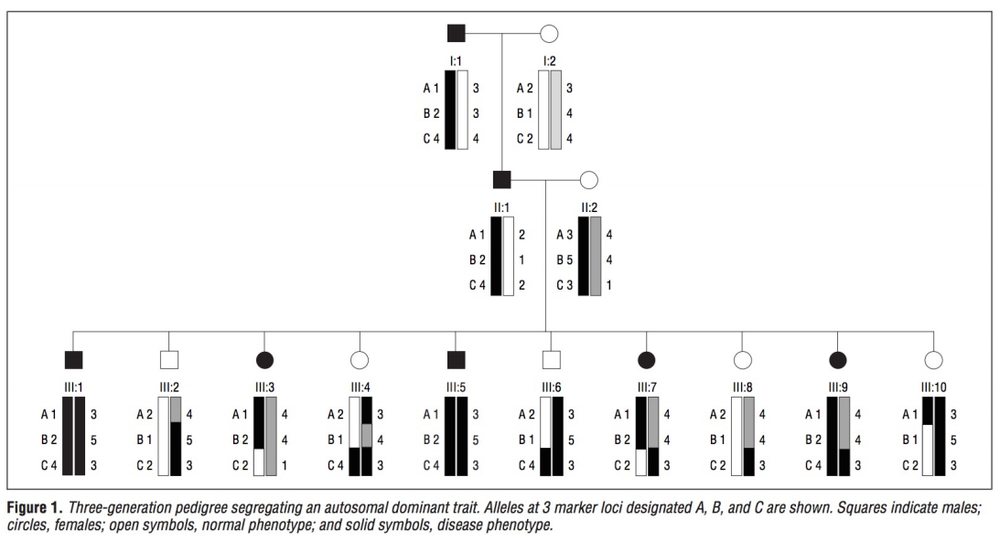 I:1 I:2
A 1 3 A 2 3
B 2 3 B 1 4
C 4 4 C 2 4
II:1 II:2
A 1 2 A 3 4
B 2 1 B 5 4
C 4 2 C 3 1
III:1 III:2 III:3 III:4 III:5 III:6 III:7 III:8 III:9 III:10
A 1 3 A 2 4 A 1 4 A 2 3 A 1 3 A 2 3 A 1 4 A 2 4 A 1 4 A 1 3
B 2 5 B 1 5 B 2 4 B 1 4 B 2 5 B 1 5 B 2 4 B 1 4 B 2 4 B 1 5
C 4 3 C 2 3 C 2 1 C 4 3 C 4 3 C 4 3 C 2 3 C 2 3 C 4 3 C 2 3
Figure 1. Three-generation pedigree segregating an autosomal dominant trait. Alleles at 3 marker loci designated A, B, and C are shown. Squares indicate males;
circles, females; open symbols, normal phenotype; and solid symbols, disease phenotype.